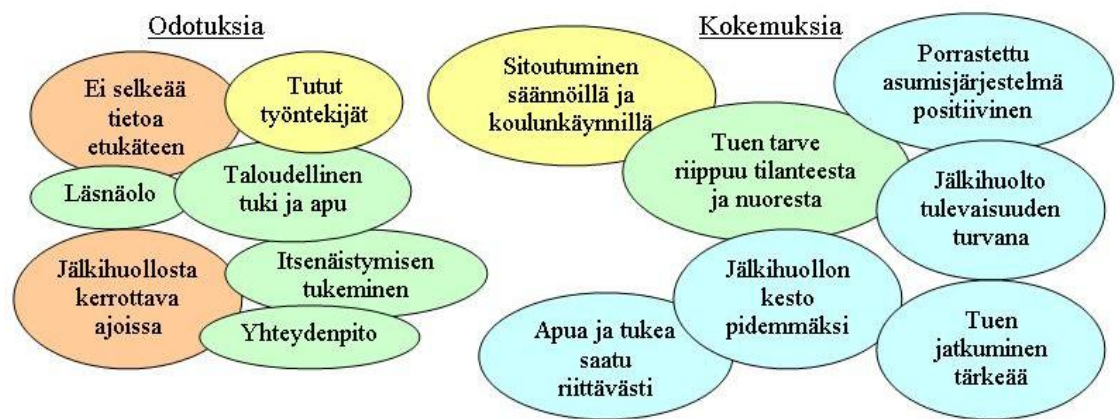 Odotuksia
Ei selkeää
tietoa
etukäteen
Tutut
työntekijät
Läsnäolo
Taloudellinen
tuki ja apu
Jälkihuollosta
kerrottava
ajoissa
Itsenäistymisen
tukeminen
Yhteydenpito
Kokemuksia
Sitoutuminen
säännöillä ja
koulunkäynnillä
Porrastettu
asumisjärjestelmä
positiivinen
Tuen tarve
riippuu tilanteesta
ja nuoresta
Jälkihuolto
tulevaisuuden
turvana
Jälkihuollon
kesto
pidemmäksi
Apua ja tukea
saatu
riittävästi
Tuen
jatkuminen
tärkeää